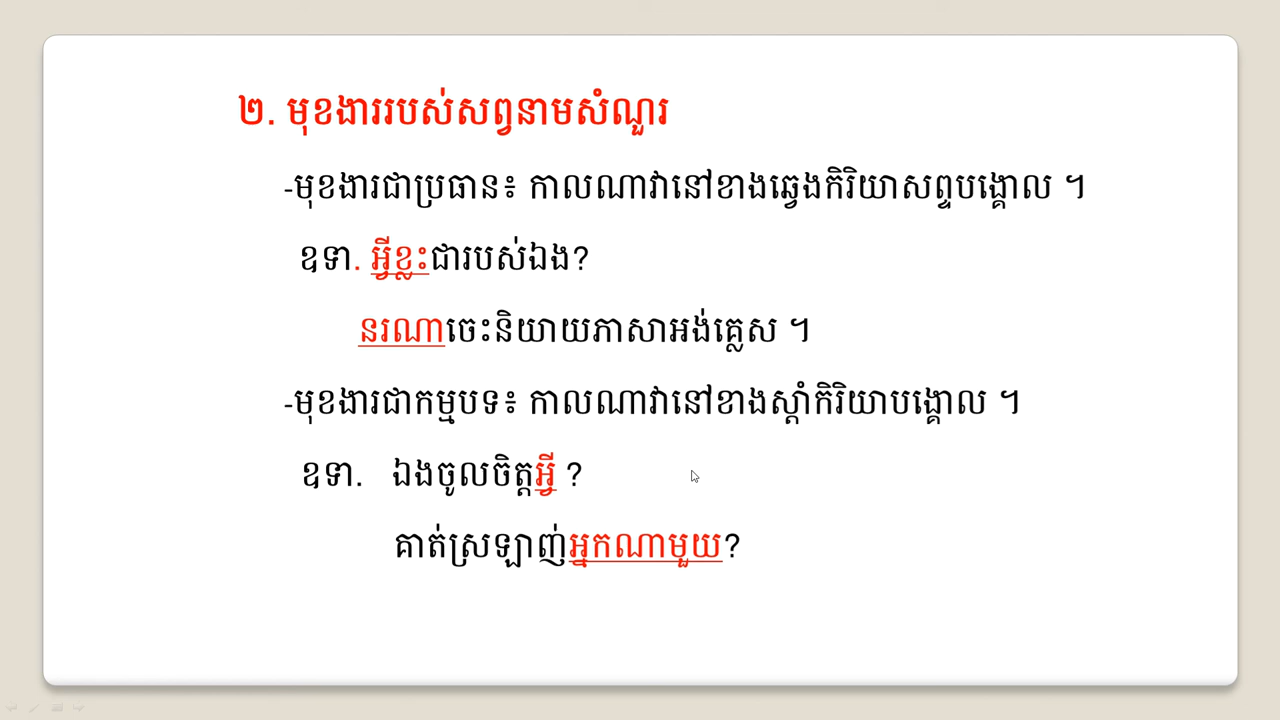 ២. មុខងាររបស់សព្វនាមសំណួរ
-មុខងារជាប្រធាន៖ កាលណាវានៅខាងឆ្វេងកិរិយាសព្ទបង្គោល ។
ឧទា. អ្វីខ្លះជារបស់ឯង?
នរណាចេះនិយាយភាសាអង់គ្លេស ។
-មុខងារជាកម្មបទ៖ កាលណាវានៅខាងស្តាំកិរិយាបង្គោល ។
ឧទា. ឯងចូលចិត្តអ្វី ?
គាត់ស្រឡាញ់អ្នកណាមួយ?